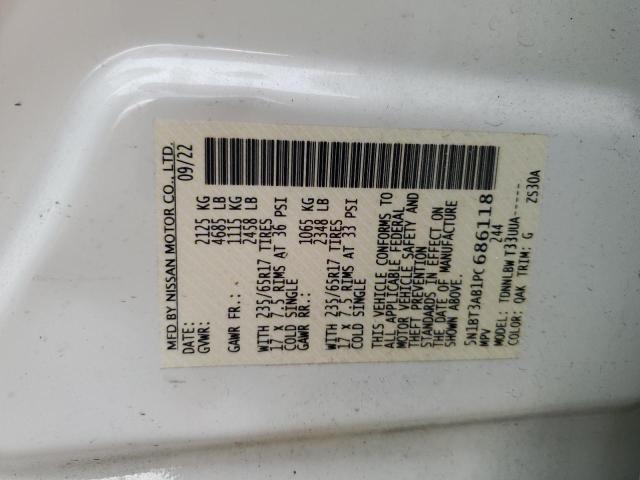 MFD BY NISSAN MOTOR CO., LTD.
DATE: 09/22
GVWR: 2125 KG
4685 LB
GAWR FR: 1115 KG
2458 LB
WITH 235/65R17 TIRES
17 x 7.5 RIMS AT 36 PSI
COLD SINGLE
GAWR RR: 1065 KG
2348 LB
WITH 235/65R17 TIRES
17 x 7.5 RIMS AT 33 PSI
COLD SINGLE
THIS VEHICLE CONFORMS TO
ALL APPLICABLE FEDERAL
MOTOR VEHICLE SAFETY AND
THEFT PREVENTION
STANDARDS IN EFFECT ON
THE DATE OF MANUFACTURE
SHOWN ABOVE.
5N1BT3AB1PC686118
MPV 244
MODEL: TDNNLBW T33UUA-----
COLOR: QAK TRIM: G ZS30A